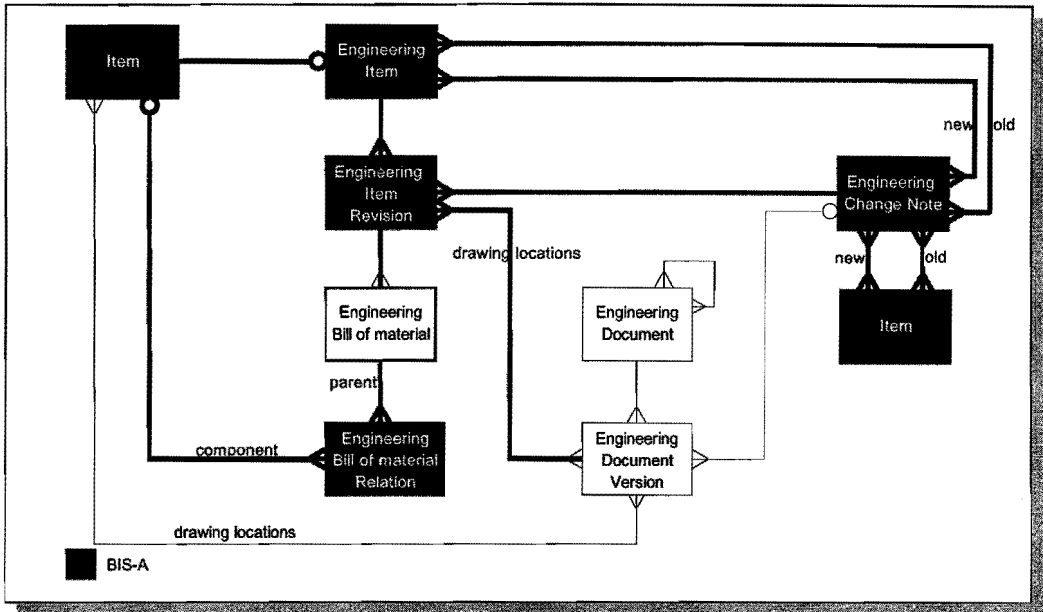 Item
Engineering
Item
new
old
Engineering
Item
Revision
Engineering
Change Note
drawing locations
new
old
Engineering
Bill of material
Engineering
Document
Item
parent
component
Engineering
Bill of material
Relation
Engineering
Document
Version
drawing locations
BIS-A